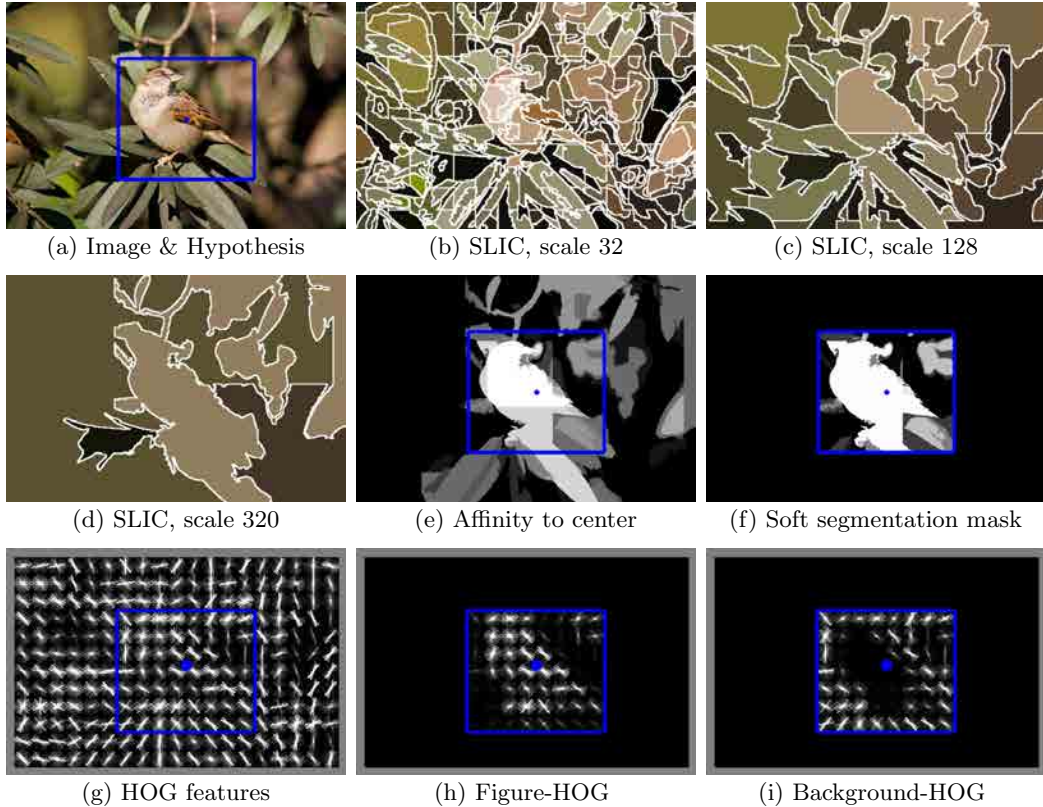 (a) Image & Hypothesis
(b) SLIC, scale 32
(c) SLIC, scale 128
(d) SLIC, scale 320
(e) Affinity to center
(f) Soft segmentation mask
(g) HOG features
(h) Figure-HOG
(i) Background-HOG